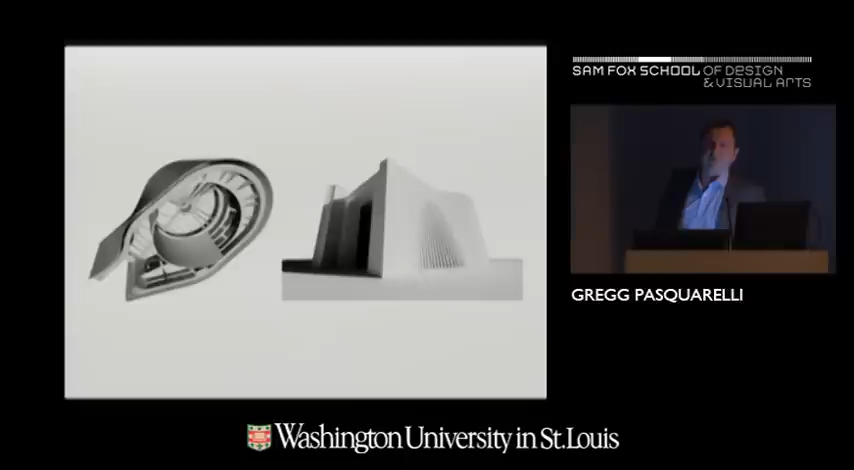 SAM FOX SCHOOL OF DESIGN
& VISUAL ARTS
GREGG PASQUARELLI
Washington University in St. Louis